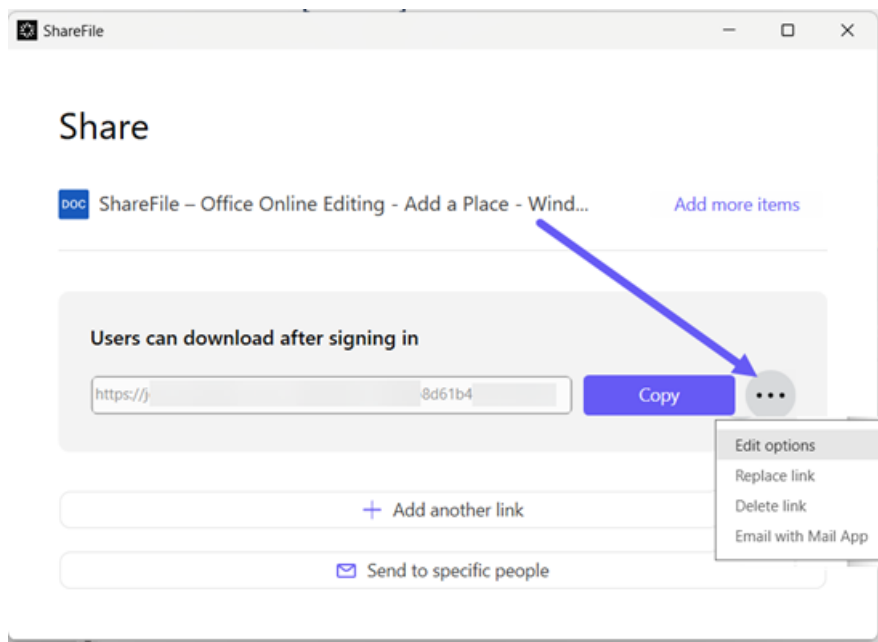 ShareFile
Share
DOC ShareFile – Office Online Editing - Add a Place - Wind... Add more items
Users can download after signing in
https://j 8d61b4 Copy
Edit options
Replace link
Delete link
Email with Mail App
Add another link
Send to specific people